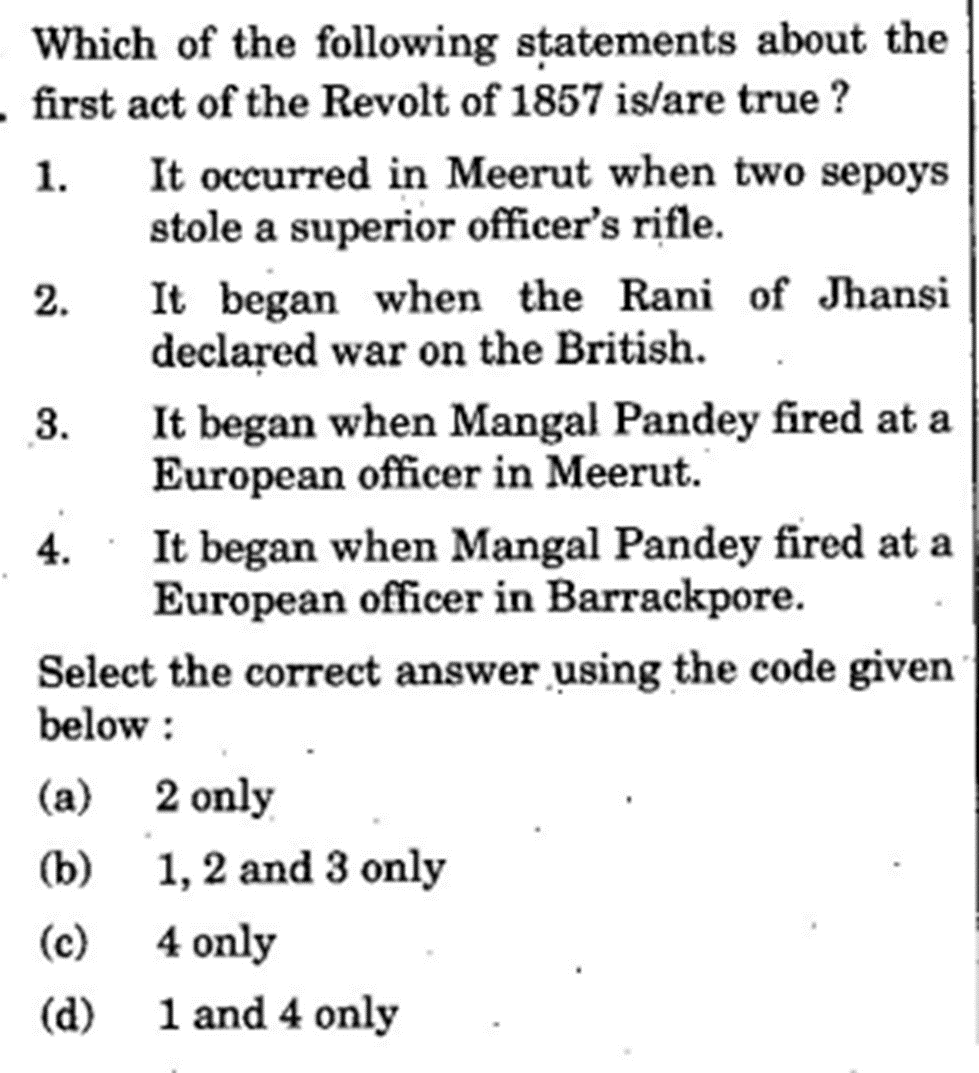 Which of the following statements about the
first act of the Revolt of 1857 is/are true ?
1. It occurred in Meerut when two sepoys
stole a superior officer's rifle.
2. It began when the Rani of Jhansi
declared war on the British.
3. It began when Mangal Pandey fired at a
European officer in Meerut.
4. It began when Mangal Pandey fired at a
European officer in Barrackpore.
Select the correct answer using the code given
below :
(a) 2 only
(b) 1, 2 and 3 only
(c) 4 only
(d) 1 and 4 only